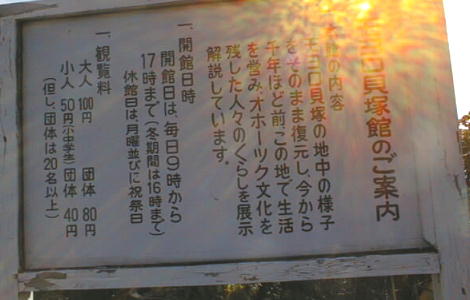 貝塚館のご案内
館の内容
貝塚の地中の様子
をそのまま復元し、今から
千年ほど前この地で生活
を営み、オホーツク文化を
残した人々のくらしを展示
解説しています。
一、開館日時
開館日は、毎日9時から
17時まで(冬期間は16時まで)
休館日は、月曜並びに祝祭日
一、観覧料
大人 100円 団体 80円
小人 50円(小中学生)団体 40円
(但し、団体は20名以上)